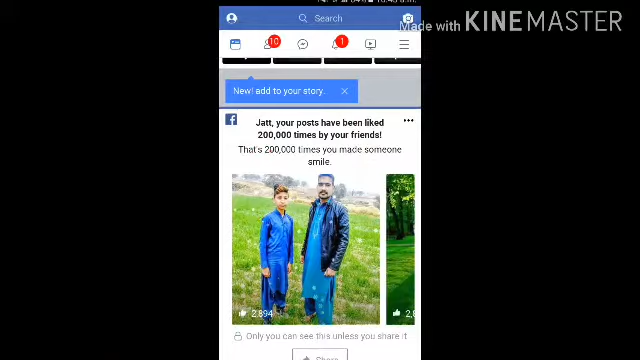 Search
Made with KINEMASTER
10
1
New! add to your story.
Jatt, your posts have been liked
200,000 times by your friends!
That's 200,000 times you made someone
smile.
2,894
Only you can see this unless you share it
Share